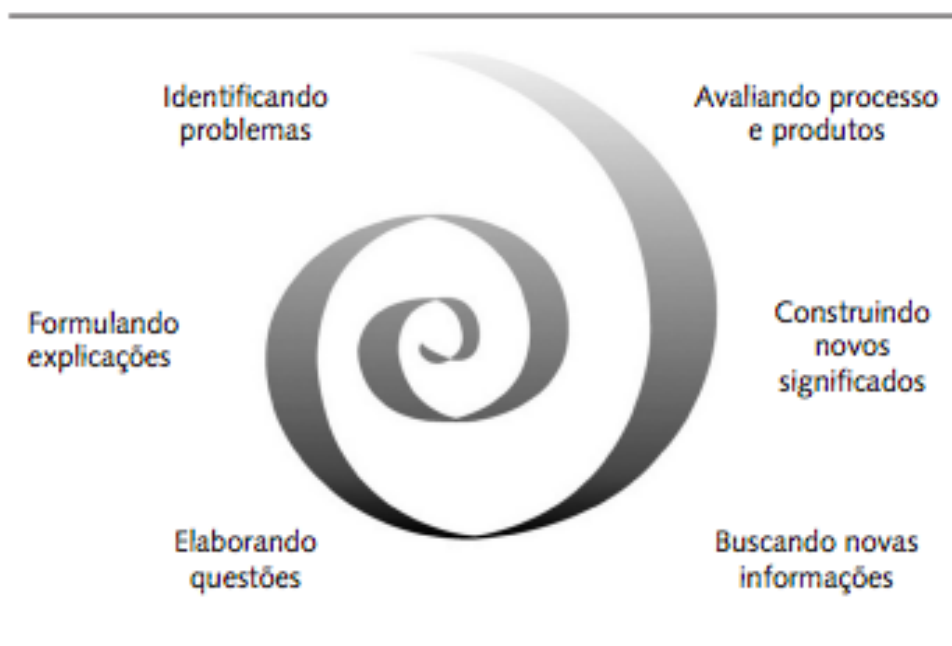 Identificando
problemas
Avaliando processo
e produtos
Formulando
explicações
Construindo
novos
significados
Elaborando
questões
Buscando novas
informações